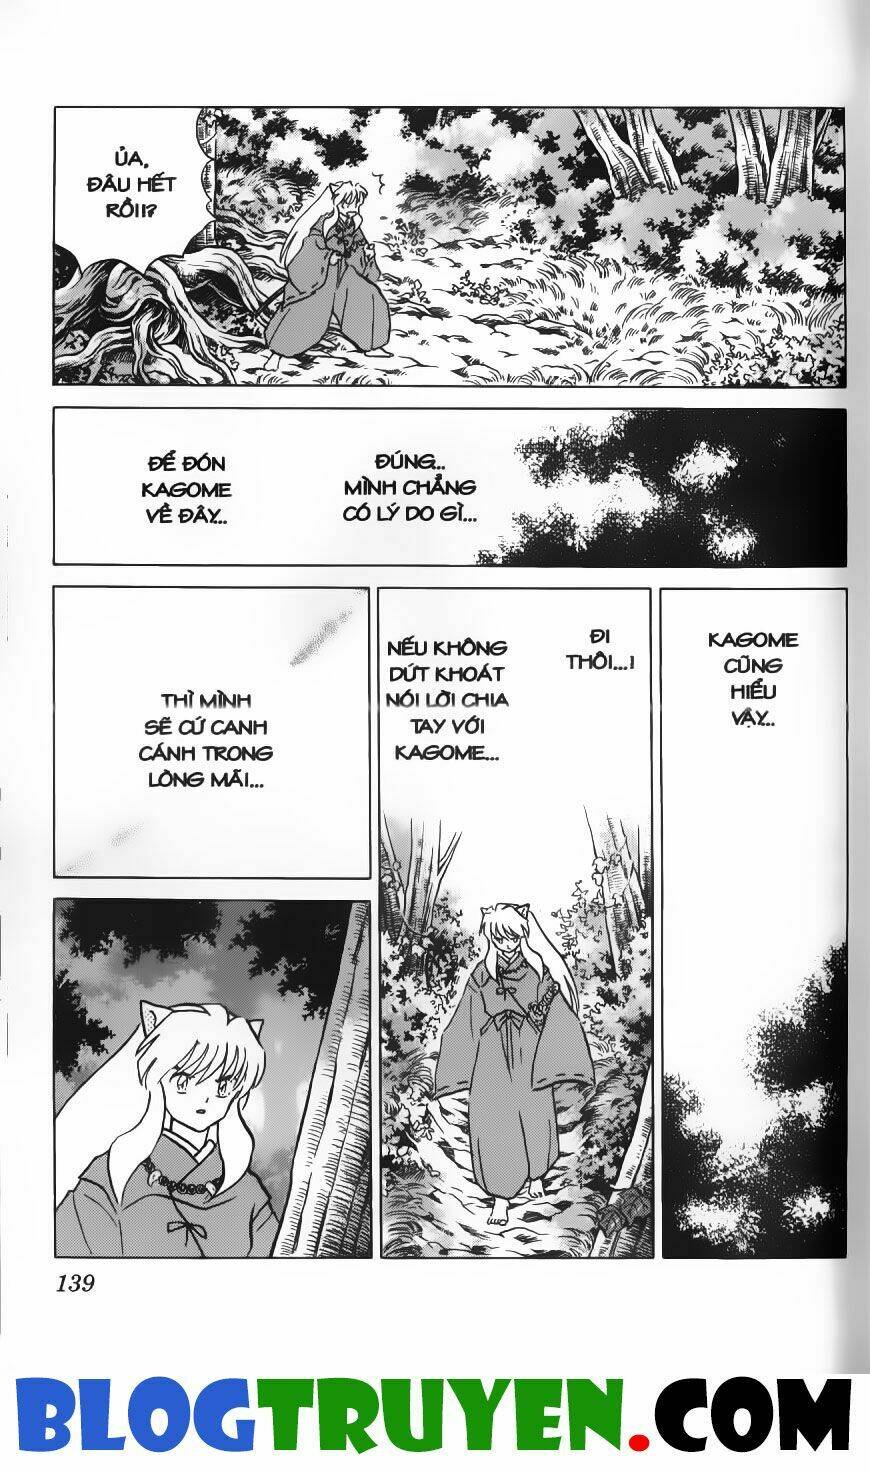 ỦA,
ĐÂU HẾT
RỒI!?
ĐÚNG...
MÌNH CHẲNG
CÓ LÝ DO GÌ...
ĐỂ ĐÓN
KAGOME
VỀ ĐÂY...
KAGOME
CŨNG
HIỂU
VẬY...
ĐI
THÔI...!
NẾU KHÔNG
DỨT KHOÁT
NÓI LỜI CHIA
TAY VỚI
KAGOME...
THÌ MÌNH
SẼ CỨ CANH
CÁNH TRONG
LÒNG MÃI...
139
BLOGTRUYEN.COM